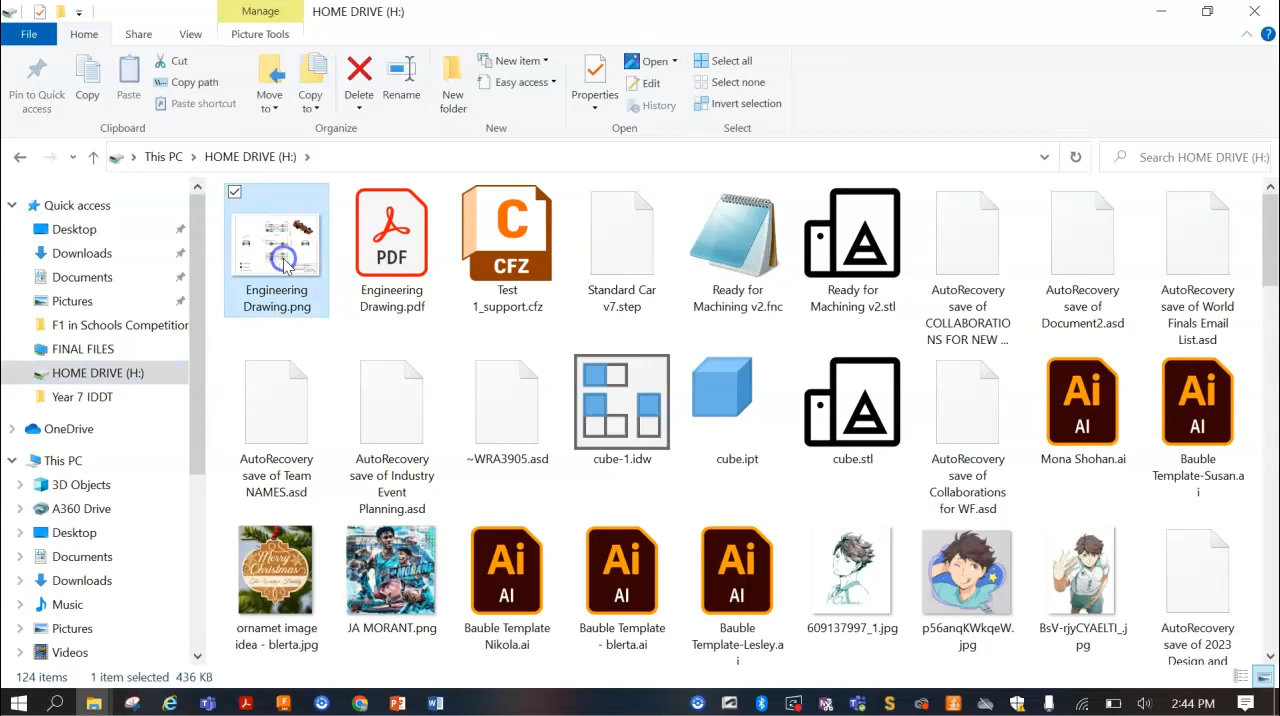 Manage
HOME DRIVE (H:)
File
Home
Share
View
Picture Tools
Pin to Quick
access
Copy
Paste
Cut
Copy path
Paste shortcut
Move
to
Copy
to
Delete
Rename
New
folder
New item
Easy access
Properties
Open
Edit
History
Select all
Select none
Invert selection
Clipboard
Organize
New
Open
Select
This PC
HOME DRIVE (H:)
Search HOME DRIVE (H:)
Quick access
Desktop
Downloads
Documents
Pictures
F1 in Schools Competitior
FINAL FILES
HOME DRIVE (H:)
Year 7 IDDT
OneDrive
This PC
3D Objects
A360 Drive
Desktop
Documents
Downloads
Music
Pictures
Videos
Engineering
Drawing.png
PDF
Engineering
Drawing.pdf
C
CFZ
Test
1_support.cfz
Standard Car
v7.step
Ready for
Machining v2.fnc
Ready for
Machining v2.stl
AutoRecovery
save of
COLLABORATIO
NS FOR NEW ...
AutoRecovery
save of
Document2.asd
AutoRecovery
save of World
Finals Email
List.asd
AutoRecovery
save of Team
NAMES.asd
AutoRecovery
save of Industry
Event
Planning.asd
~WRA3905.asd
cube-1.idw
cube.ipt
cube.stl
AutoRecovery
save of
Collaborations
for WF.asd
Ai
AI
Mona Shohan.ai
Ai
AI
Bauble
Template-Susan.a
i
Merry
Christmas
ornamet image
idea - blerta.jpg
JA MORANT
JA MORANT.png
Ai
AI
Bauble Template
Nikola.ai
Ai
AI
Bauble Template
- blerta.ai
Ai
AI
Bauble
Template-Lesley.a
i
609137997_1.jpg
p56anqKWkqeW.
jpg
BsV-rjyCYAELTI_.j
pg
AutoRecovery
save of 2023
Design and
124 items
1 item selected
436 KB
2:44 PM